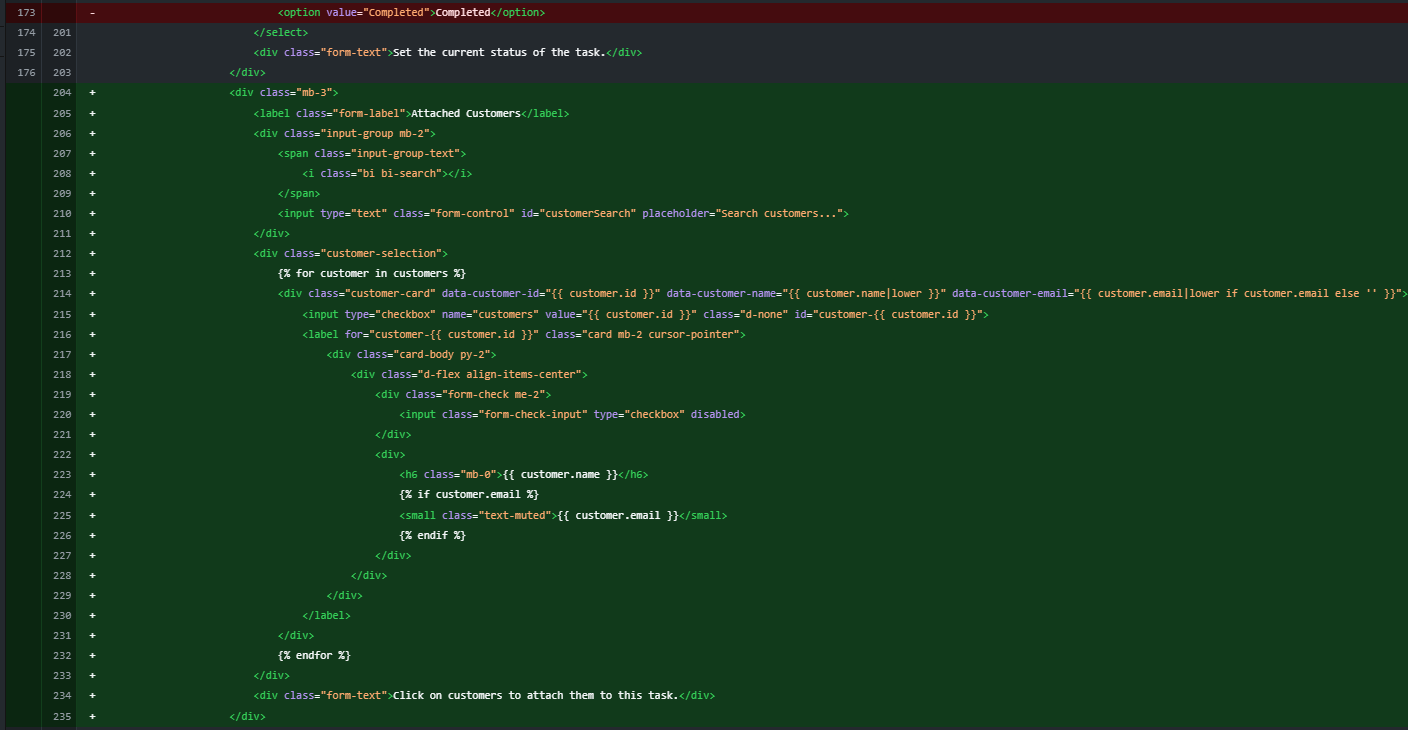 173 - <option value="Completed">Completed</option>
174 201 </select>
175 202 <div class="form-text">Set the current status of the task.</div>
176 203 </div>
204 + <div class="mb-3">
205 + <label class="form-label">Attached Customers</label>
206 + <div class="input-group mb-2">
207 + <span class="input-group-text">
208 + <i class="bi bi-search"></i>
209 + </span>
210 + <input type="text" class="form-control" id="customerSearch" placeholder="Search customers...">
211 + </div>
212 + <div class="customer-selection">
213 + {% for customer in customers %}
214 + <div class="customer-card" data-customer-id="{{ customer.id }}" data-customer-name="{{ customer.name|lower }}" data-customer-email="{{ customer.email|lower if customer.email else '' }}">
215 + <input type="checkbox" name="customers" value="{{ customer.id }}" class="d-none" id="customer-{{ customer.id }}">
216 + <label for="customer-{{ customer.id }}" class="card mb-2 cursor-pointer">
217 + <div class="card-body py-2">
218 + <div class="d-flex align-items-center">
219 + <div class="form-check me-2">
220 + <input class="form-check-input" type="checkbox" disabled>
221 + </div>
222 + <div>
223 + <h6 class="mb-0">{{ customer.name }}</h6>
224 + {% if customer.email %}
225 + <small class="text-muted">{{ customer.email }}</small>
226 + {% endif %}
227 + </div>
228 + </div>
229 + </div>
230 + </label>
231 + </div>
232 + {% endfor %}
233 + </div>
234 + <div class="form-text">Click on customers to attach them to this task.</div>
235 + </div>